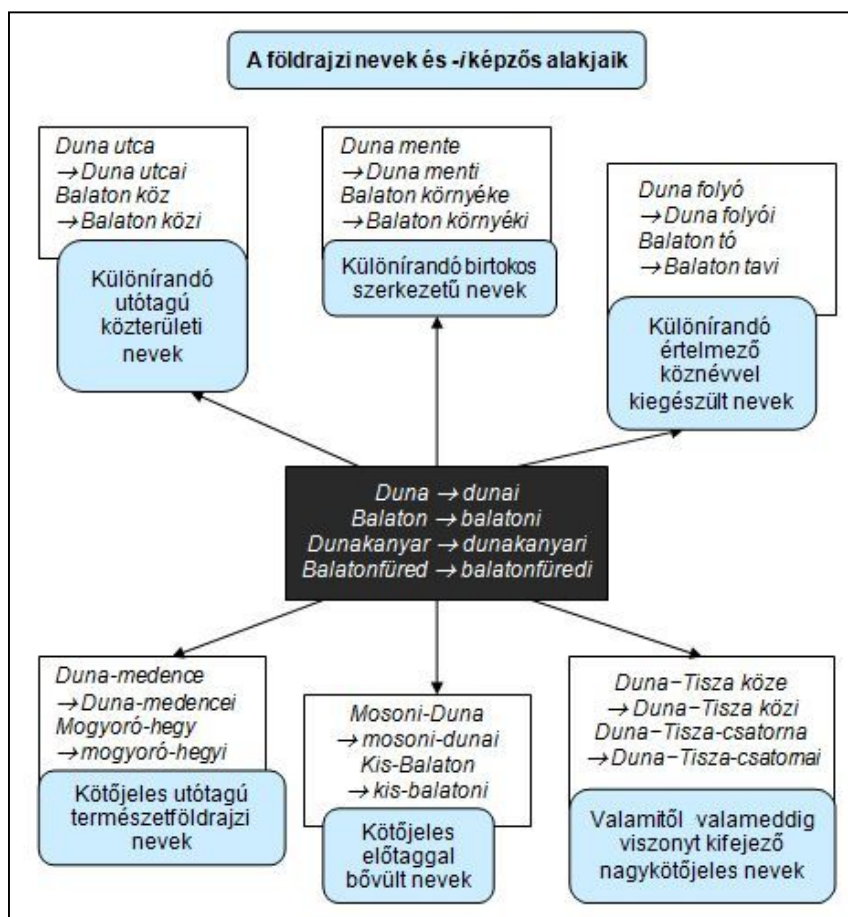 A földrajzi nevek és -i képzős alakjaik
Duna utca
→ Duna utcai
Balaton köz
→ Balaton közi
Különírandó
utótagú
közterületi
nevek
Duna mente
→ Duna menti
Balaton környéke
→ Balaton környéki
Különírandó birtokos
szerkezetű nevek
Duna folyó
→ Duna folyói
Balaton tó
→ Balaton tavi
Különírandó
értelmező
köznévvel
kiegészült nevek
Duna → dunai
Balaton → balatoni
Dunakanyar → dunakanyari
Balatonfüred → balatonfüredi
Duna-medence
→ Duna-medencei
Mogyoró-hegy
→ mogyoró-hegyi
Kötőjeles utótagú
természetföldrajzi
nevek
Mosoni-Duna
→ mosoni-dunai
Kis-Balaton
→ kis-balatoni
Kötőjeles
előtaggal
bővült nevek
Duna–Tisza köze
→ Duna–Tisza közi
Duna–Tisza-csatorna
→ Duna–Tisza-csatornai
Valamitől valameddig
viszonyt kifejező
nagykötőjeles nevek